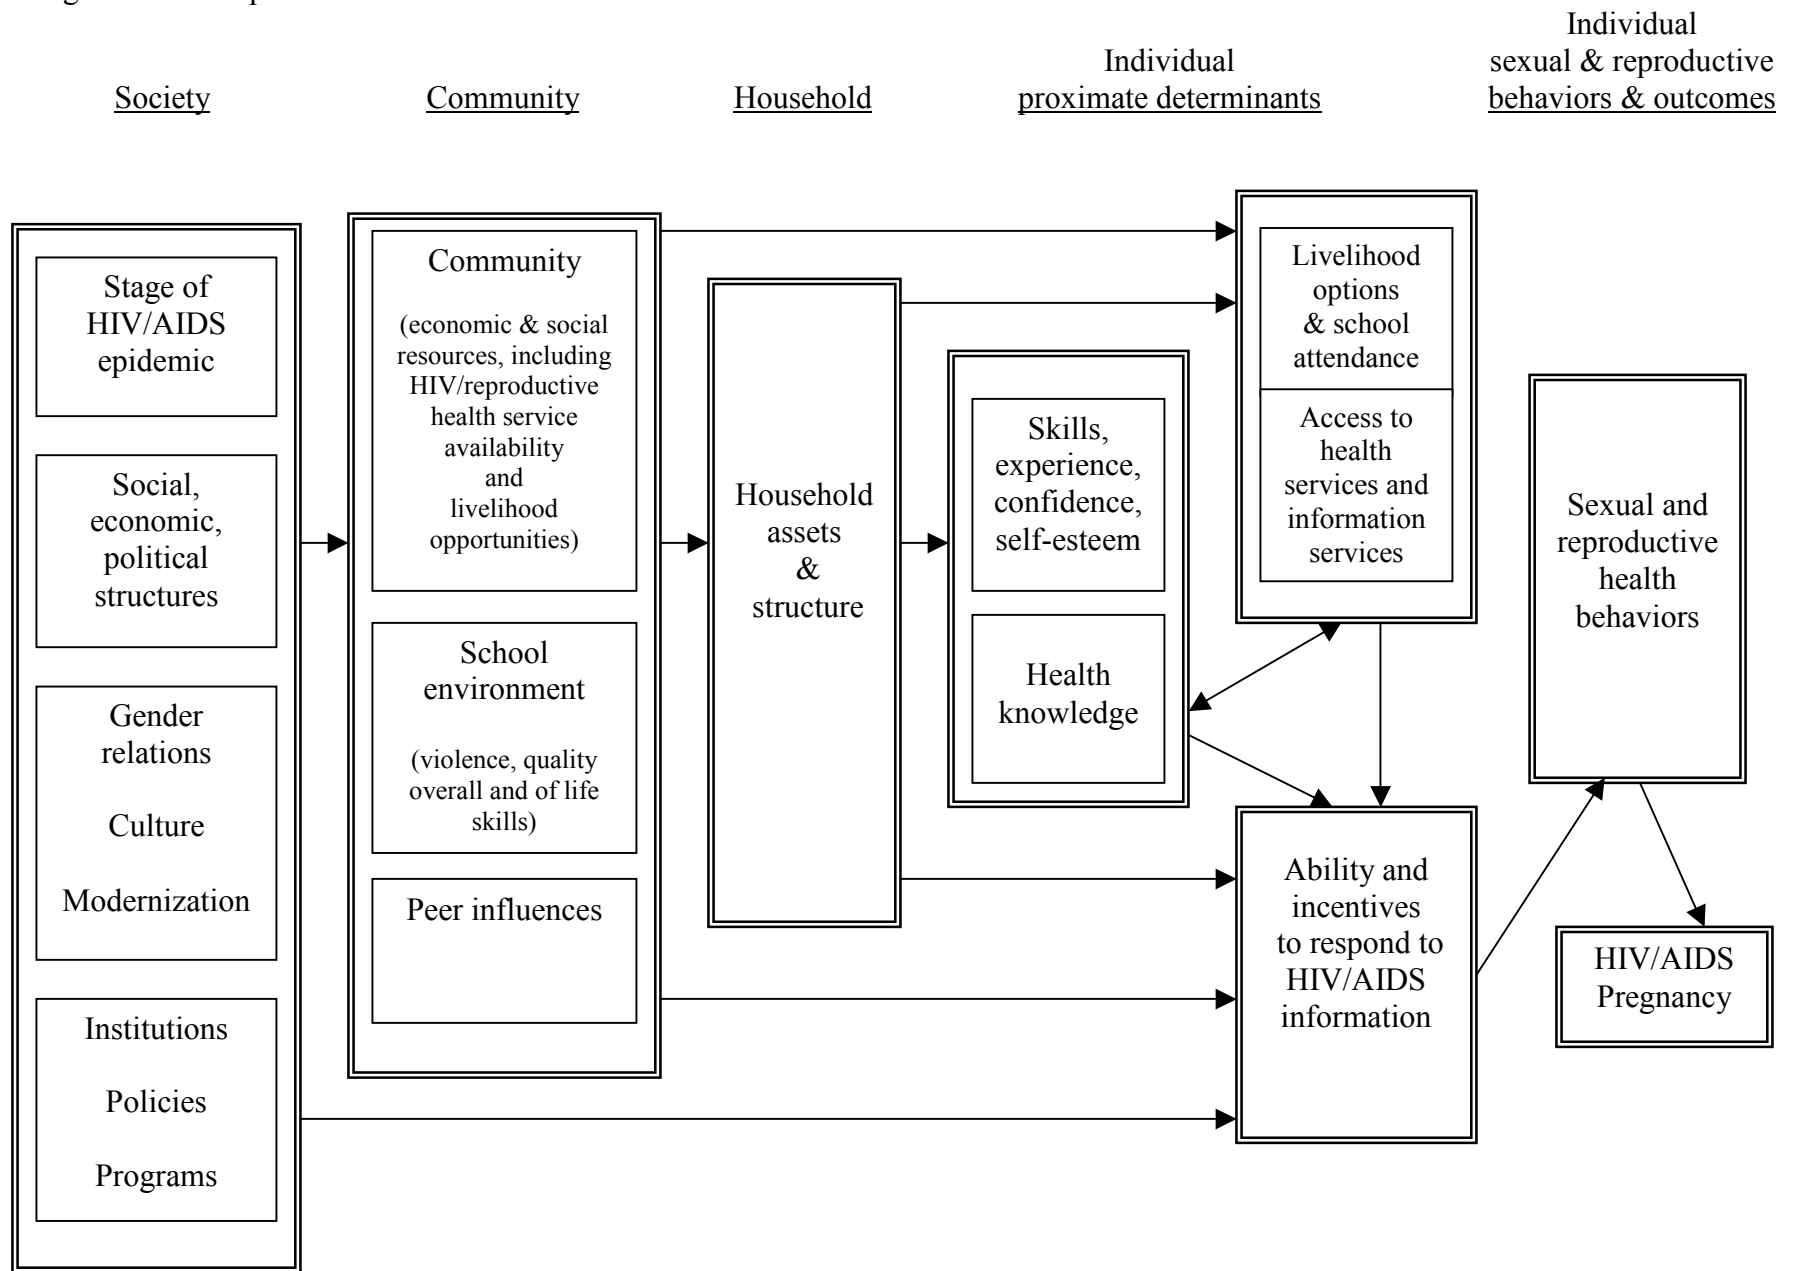 Society
Community
Household
Individual
proximate determinants
Individual
sexual & reproductive
behaviors & outcomes
Stage of
HIV/AIDS
epidemic
Social,
economic,
political
structures
Gender
relations
Culture
Modernization
Institutions
Policies
Programs
Community
(economic & social
resources, including
HIV/reproductive
health service
availability
and
livelihood
opportunities)
School
environment
(violence, quality
overall and of life
skills)
Peer influences
Household
assets
&
structure
Skills,
experience,
confidence,
self-esteem
Health
knowledge
Livelihood
options
& school
attendance
Access to
health
services and
information
services
Ability and
incentives
to respond to
HIV/AIDS
information
Sexual and
reproductive
health
behaviors
HIV/AIDS
Pregnancy